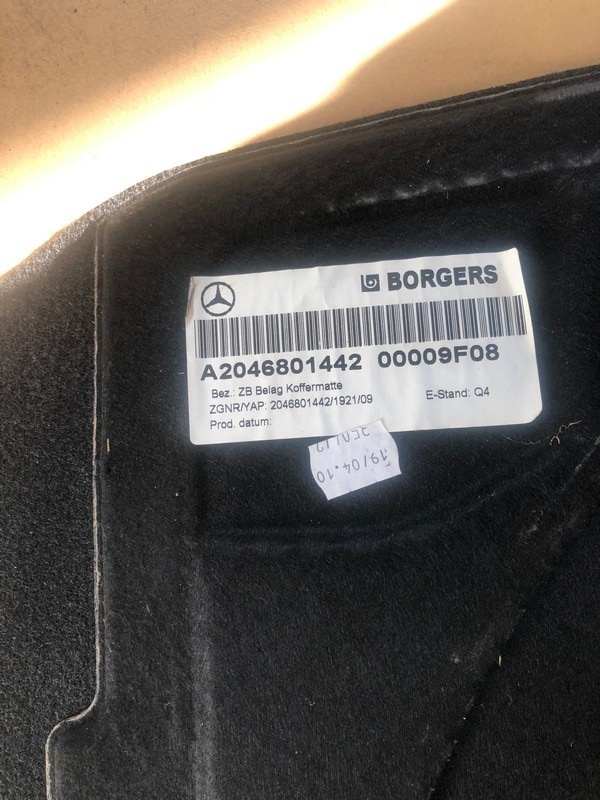 BORGERS
A2046801442 00009F08
Bez.: ZB Belag Koffermatte
ZGNR/YAP: 2046801442/1921/09 E-Stand: Q4
Prod. datum:
19/04.10